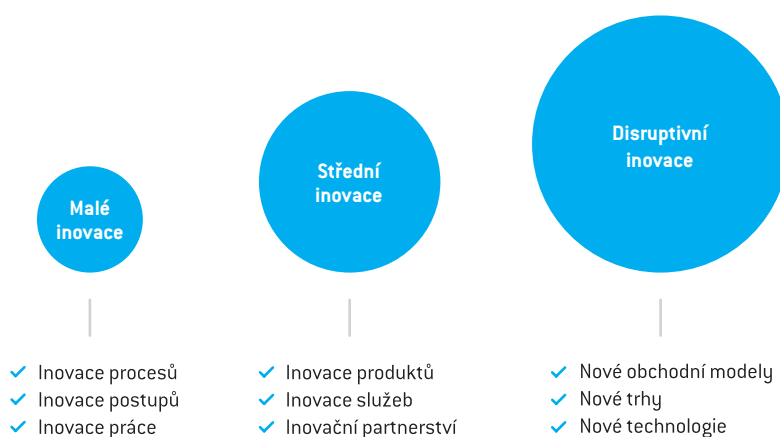 Malé
inovace
Inovace procesů
Inovace postupů
Inovace práce
Střední
inovace
Inovace produktů
Inovace služeb
Inovační partnerství
Disruptivní
inovace
Nové obchodní modely
Nové trhy
Nové technologie